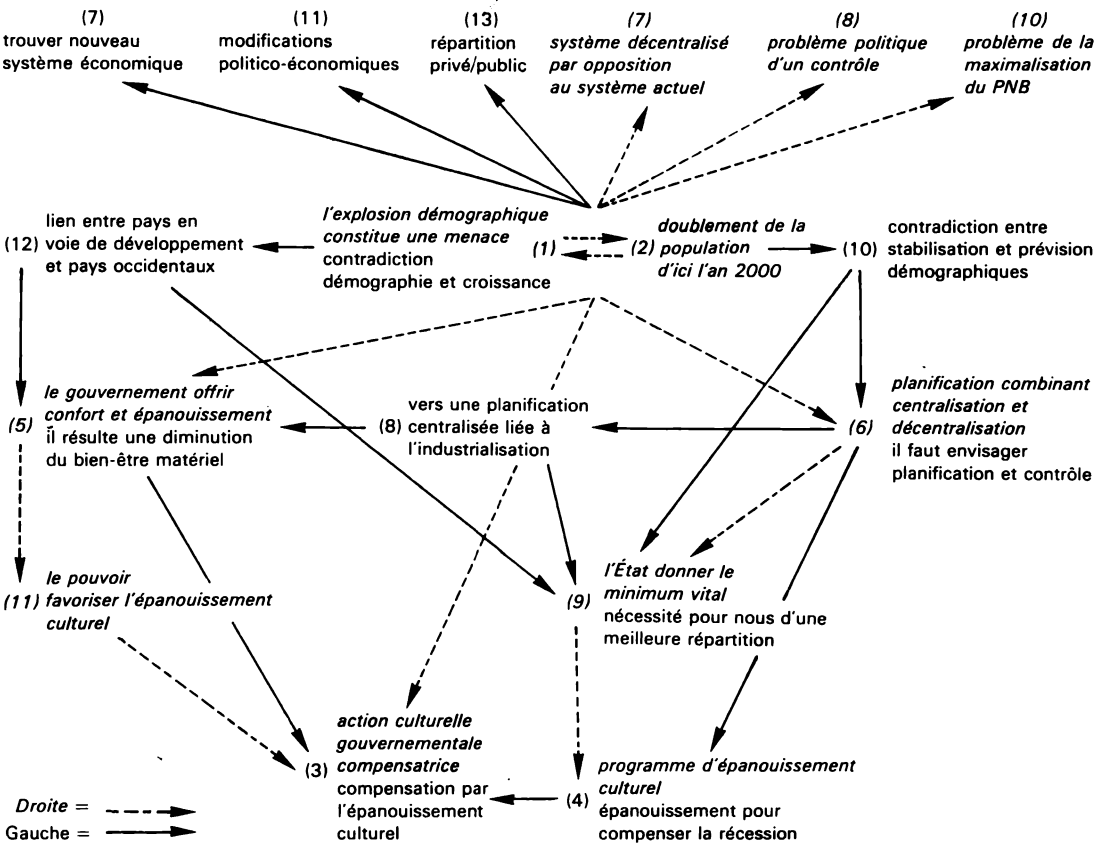 (7)
trouver nouveau
système économique
(11)
modifications
politico-économiques
(13)
répartition
privé/public
(7)
système décentralisé
par opposition
au système actuel
(8)
problème politique
d'un contrôle
(10)
problème de la
maximalisation
du PNB
(12)
lien entre pays en
voie de développement
et pays occidentaux
l'explosion démographique
constitue une menace
contradiction
démographie et croissance
(1)
(2)
doublement de la
population
d'ici l'an 2000
(10)
contradiction entre
stabilisation et prévision
démographiques
(5)
le gouvernement offrir
confort et épanouissement
il résulte une diminution
du bien-être matériel
(8)
vers une planification
centralisée liée à
l'industrialisation
(6)
planification combinant
centralisation et
décentralisation
il faut envisager
planification et contrôle
(11)
le pouvoir
favoriser l'épanouissement
culturel
(9)
l'État donner le
minimum vital
nécessité pour nous d'une
meilleure répartition
(3)
action culturelle
gouvernementale
compensatrice
compensation par
l'épanouissement
culturel
(4)
programme d'épanouissement
culturel
épanouissement pour
compenser la récession
Droite =
Gauche =